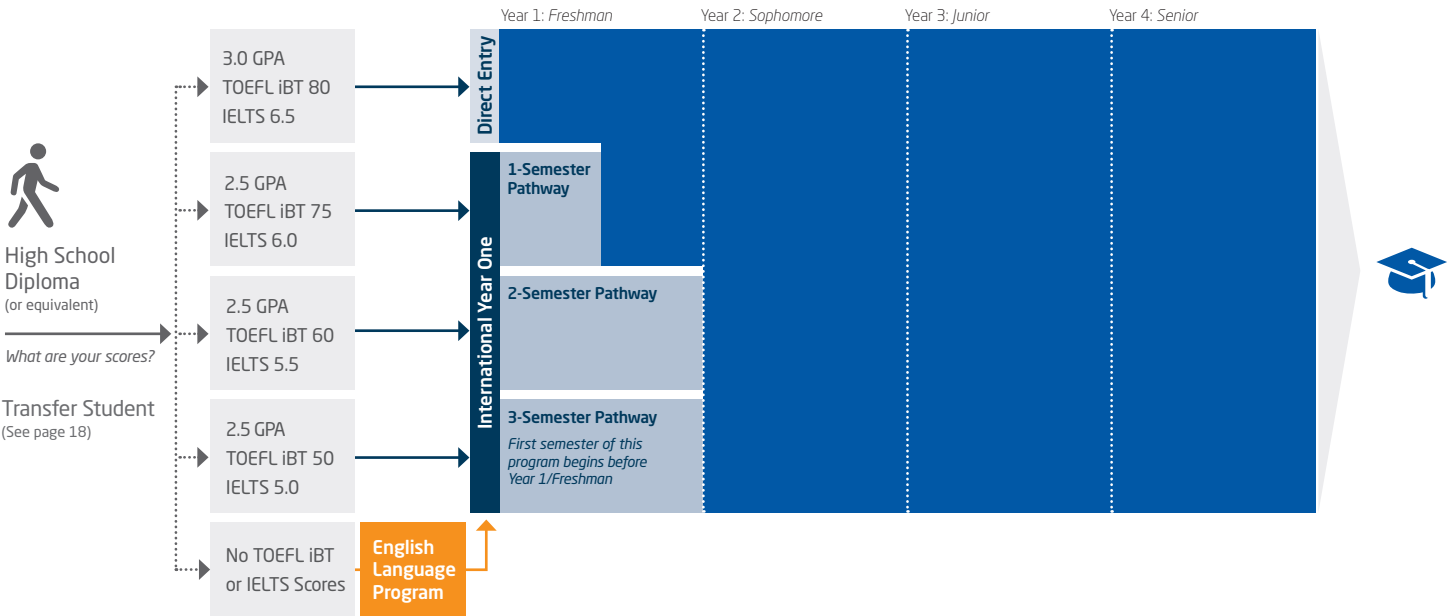 Year 1: Freshman
Year 2: Sophomore
Year 3: Junior
Year 4: Senior
High School
Diploma
(or equivalent)
What are your scores?
Transfer Student
(See page 18)
3.0 GPA
TOEFL iBT 80
IELTS 6.5
Direct Entry
2.5 GPA
TOEFL iBT 75
IELTS 6.0
International Year One
1-Semester
Pathway
2.5 GPA
TOEFL iBT 60
IELTS 5.5
2-Semester Pathway
2.5 GPA
TOEFL iBT 50
IELTS 5.0
3-Semester Pathway
First semester of this
program begins before
Year 1/Freshman
No TOEFL iBT
or IELTS Scores
English
Language
Program